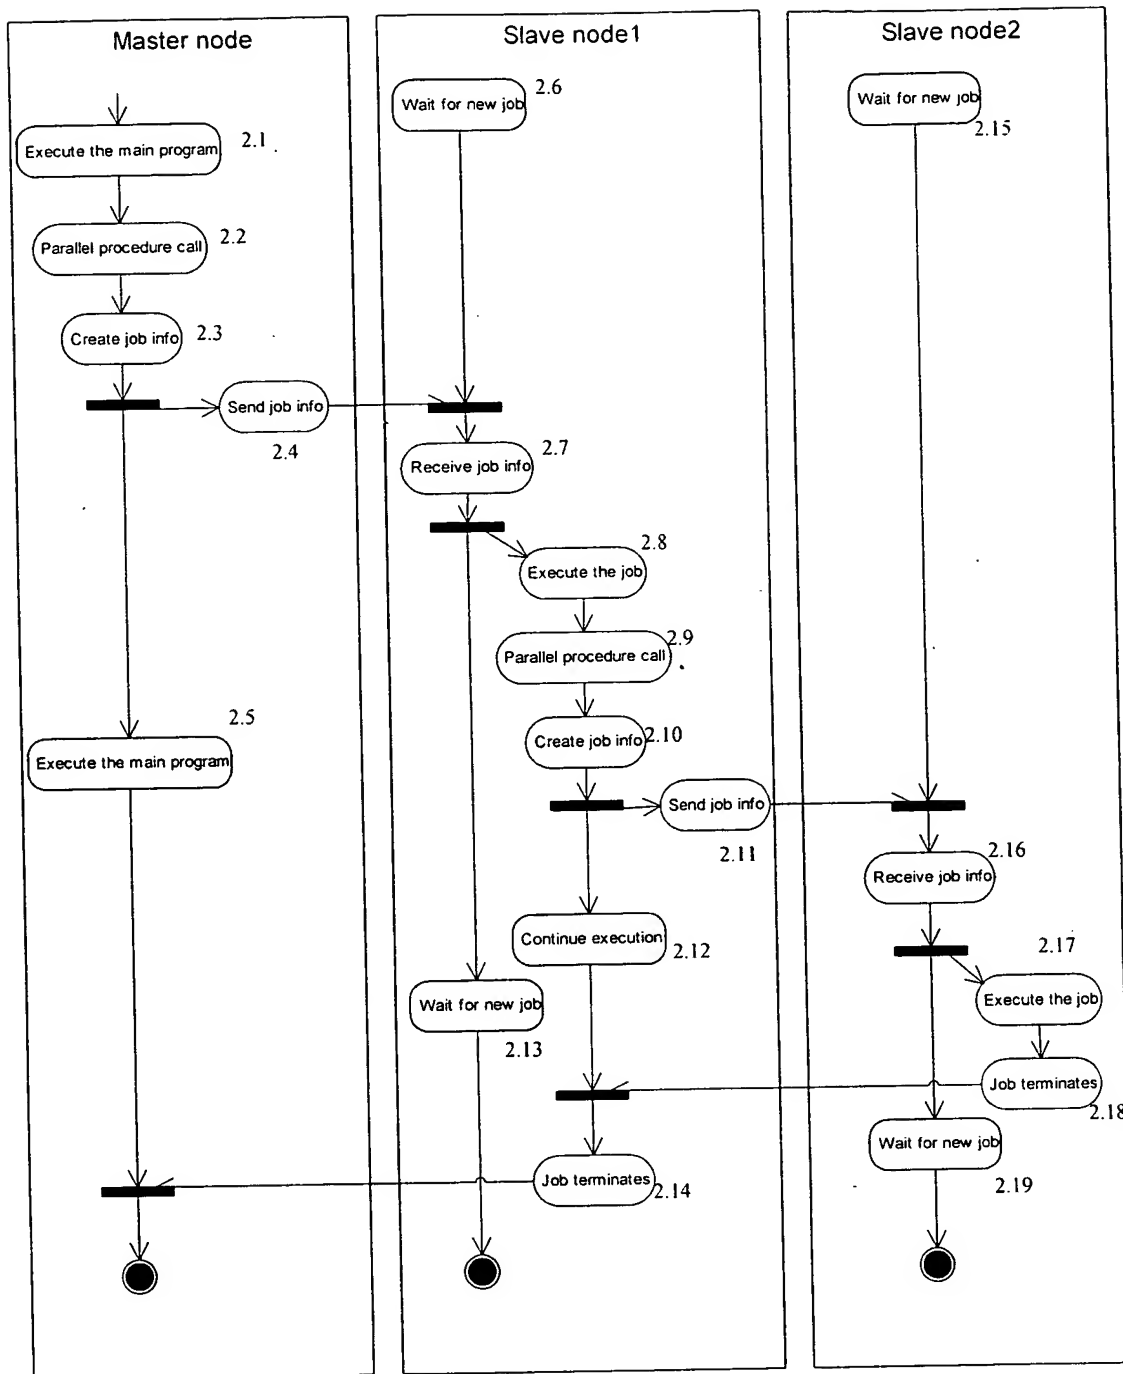 Master node
Execute the main program
2.1
Parallel procedure call
2.2
Create job info
2.3
Send job info
2.4
Execute the main program
2.5
Slave node1
Wait for new job
2.6
Receive job info
2.7
Execute the job
2.8
Parallel procedure call
2.9
Create job info
2.10
Send job info
2.11
Continue execution
2.12
Wait for new job
2.13
Job terminates
2.14
Slave node2
Wait for new job
2.15
Receive job info
2.16
Execute the job
2.17
Job terminates
2.18
Wait for new job
2.19